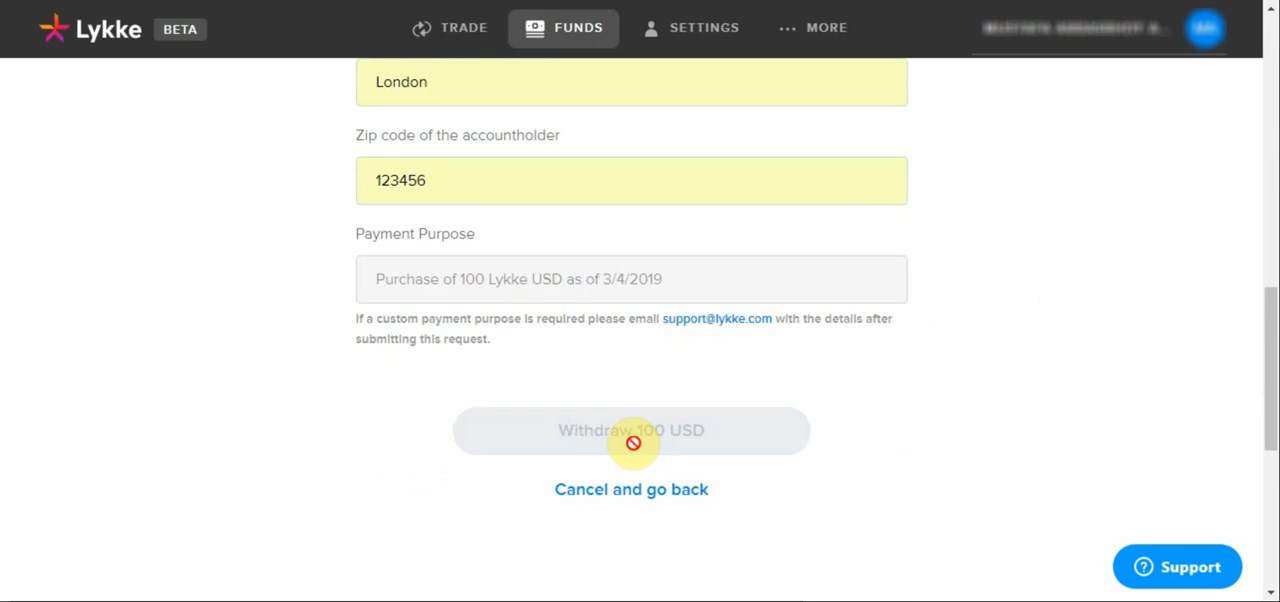 Lykke BETA TRADE FUNDS SETTINGS ... MORE
London
Zip code of the accountholder
123456
Payment Purpose
Purchase of 100 Lykke USD as of 3/4/2019
If a custom payment purpose is required please email support@lykke.com with the details after
submitting this request.
Withdraw 100 USD
Cancel and go back
Support